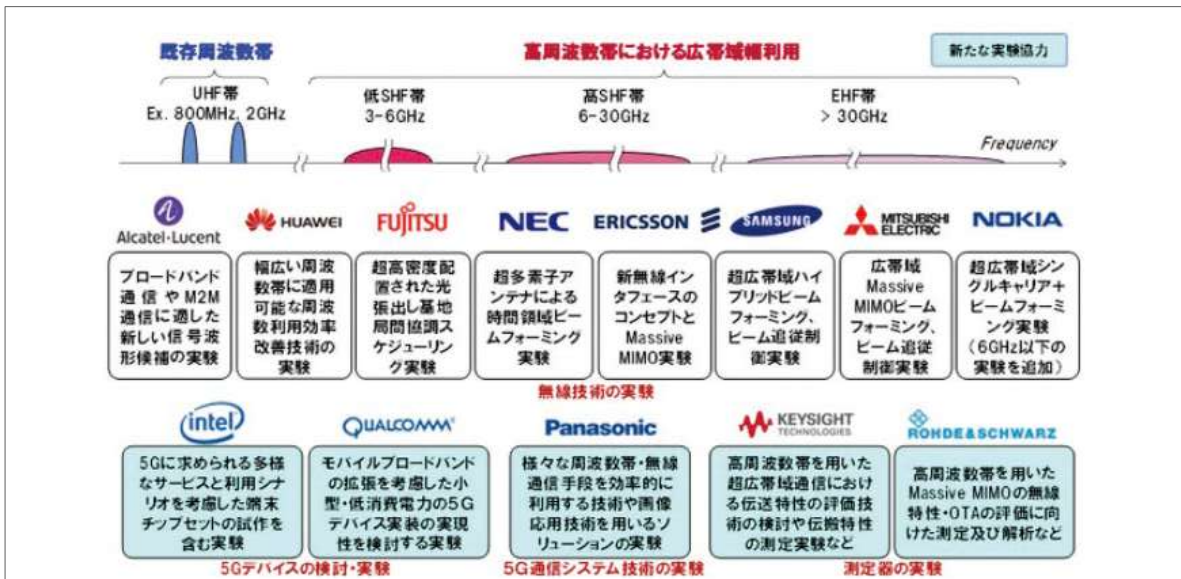 既存周波数帯
高周波数帯における広帯域幅利用
新たな実験協力
UHF帯
Ex. 800MHz, 2GHz
低SHF帯
3-6GHz
高SHF帯
6-30GHz
EHF帯
> 30GHz
Frequency
Alcatel·Lucent
HUAWEI
FUJITSU
NEC
ERICSSON
SAMSUNG
MITSUBISHI
ELECTRIC
NOKIA
ブロードバンド
通信やM2M
通信に適した
新しい信号波
形候補の実験
幅広い周波
数帯に適用
可能な周波
数利用効率
改善技術の
実験
超高密度配
置された光
張出し基地
局間協調ス
ケジューリン
グ実験
超多素子ア
ンテナによる
時間領域ビー
ムフォーミング
実験
新無線イン
タフェースの
コンセプトと
Massive
MIMO実験
超広帯域ハイ
ブリッドビーム
フォーミング、
ビーム追従制
御実験
広帯域
Massive
MIMOビーム
フォーミング、
ビーム追従
制御実験
超広帯域シン
グルキャリア+
ビームフォーミ
ング実験
(6GHz以下の
実験を追加)
無線技術の実験
intel
QUALCOMM
Panasonic
KEYSIGHT
TECHNOLOGIES
ROHDE&SCHWARZ
5Gに求められる多様
なサービスと利用シナ
リオを考慮した端末
チップセットの試作を
含む実験
モバイルブロードバンド
の拡張を考慮した小
型・低消費電力の5G
デバイス実装の実現
性を検討する実験
様々な周波数帯・無線
通信手段を効率的に
利用する技術や画像
応用技術を用いるソ
リューションの実験
高周波数帯を用いた
超広帯域通信におけ
る伝送特性の評価技
術の検討や伝搬特性
の測定実験など
高周波数帯を用いた
Massive MIMOの無線
特性・OTAの評価に向
けた測定及び解析など
5Gデバイスの検討・実験
5G通信システム技術の実験
測定器の実験